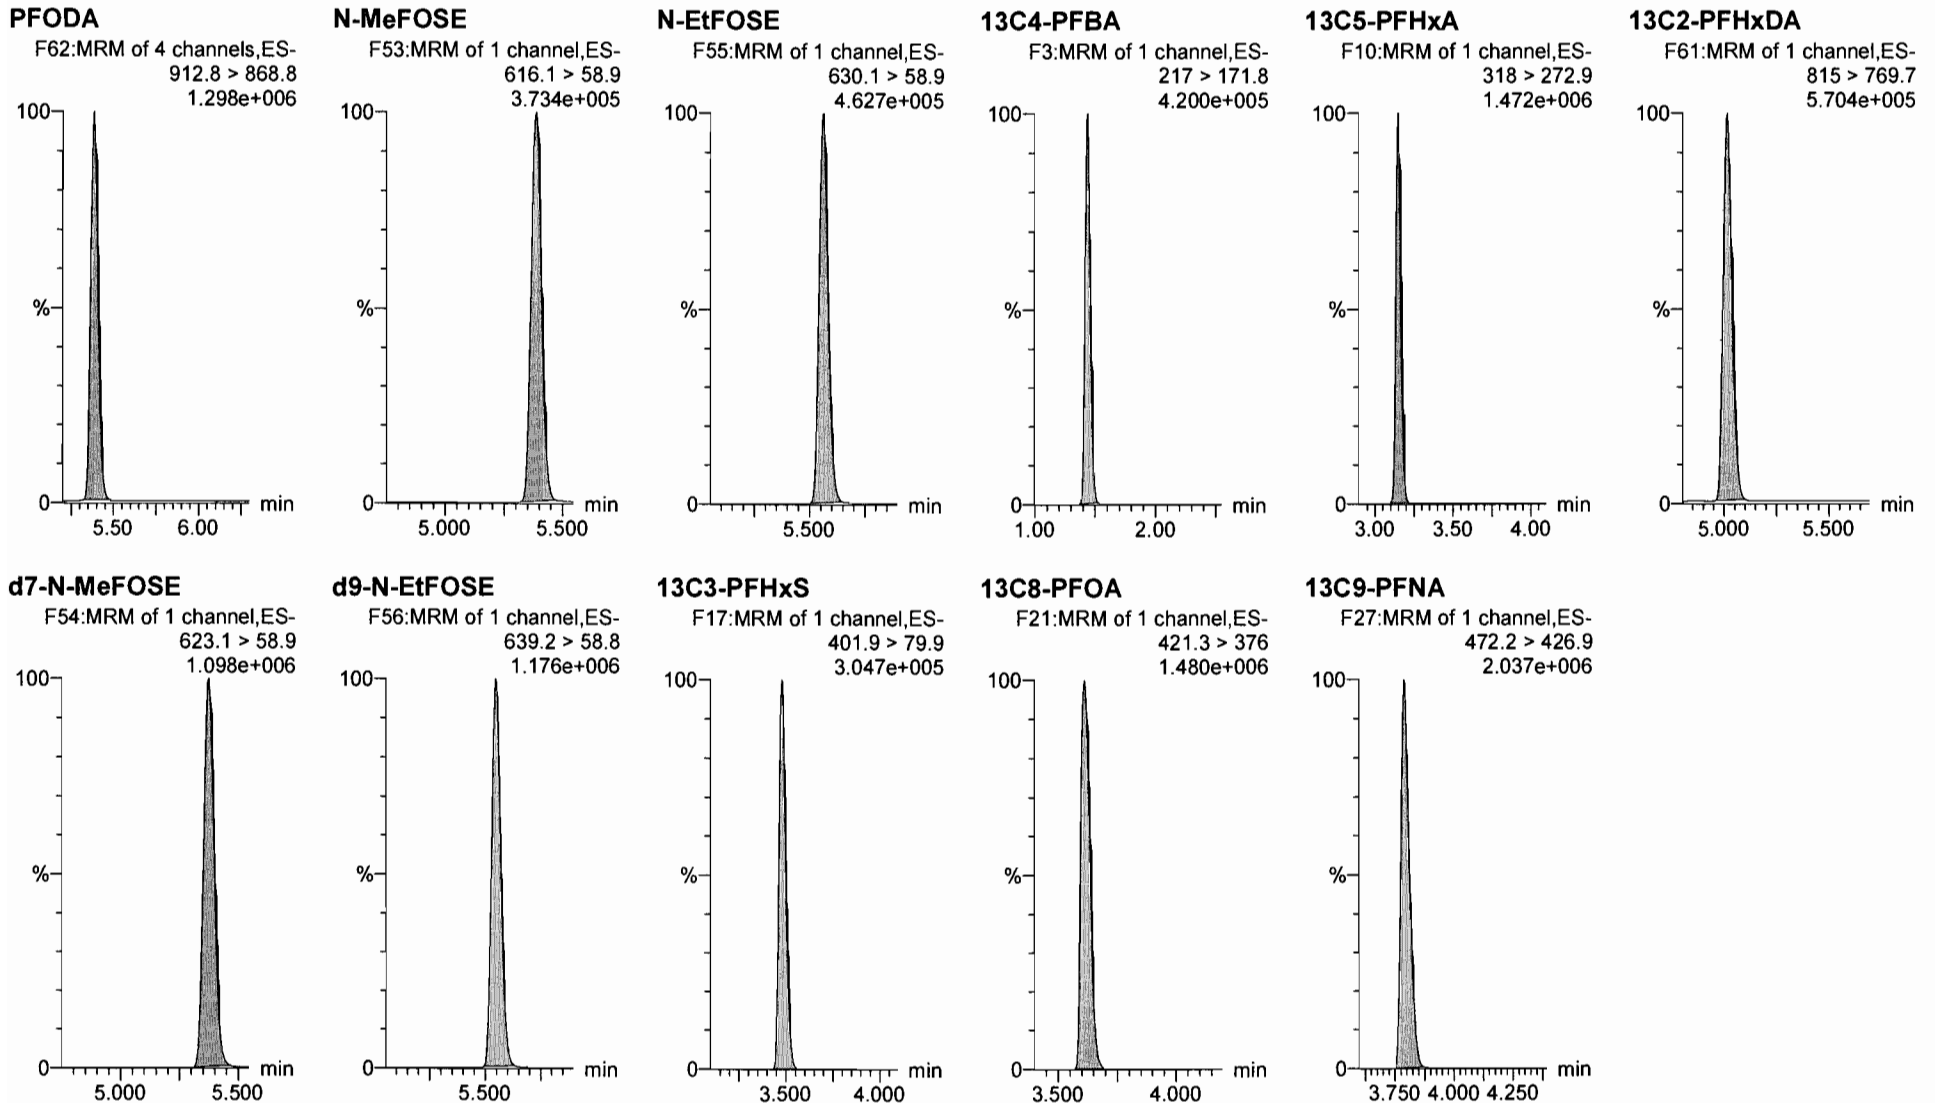 PFODA
F62:MRM of 4 channels,ES-
912.8 > 868.8
1.298e+006
100
%
0
5.50 6.00
min
N-MeFOSE
F53:MRM of 1 channel,ES-
616.1 > 58.9
3.734e+005
100
%
0
5.000 5.500
min
N-EtFOSE
F55:MRM of 1 channel,ES-
630.1 > 58.9
4.627e+005
100
%
0
5.500
min
13C4-PFBA
F3:MRM of 1 channel,ES-
217 > 171.8
4.200e+005
100
%
0
1.00 2.00
min
13C5-PFHxA
F10:MRM of 1 channel,ES-
318 > 272.9
1.472e+006
100
%
0
3.00 3.50 4.00
min
13C2-PFHxDA
F61:MRM of 1 channel,ES-
815 > 769.7
5.704e+005
100
%
0
5.000 5.500
min
d7-N-MeFOSE
F54:MRM of 1 channel,ES-
623.1 > 58.9
1.098e+006
100
%
0
5.000 5.500
min
d9-N-EtFOSE
F56:MRM of 1 channel,ES-
639.2 > 58.8
1.176e+006
100
%
0
5.500
min
13C3-PFHxS
F17:MRM of 1 channel,ES-
401.9 > 79.9
3.047e+005
100
%
0
3.500 4.000
min
13C8-PFOA
F21:MRM of 1 channel,ES-
421.3 > 376
1.480e+006
100
%
0
3.500 4.000
min
13C9-PFNA
F27:MRM of 1 channel,ES-
472.2 > 426.9
2.037e+006
100
%
0
3.750 4.000 4.250
min